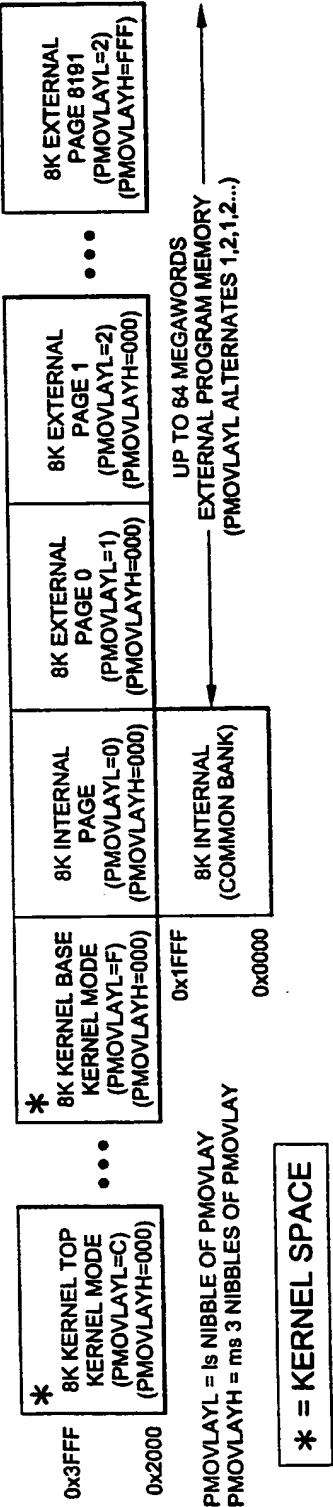 0x3FFF
0x2000
*
8K KERNEL TOP
KERNEL MODE
(PMOVLAYL=C)
(PMOVLAYH=000)
•••
*
8K KERNEL BASE
KERNEL MODE
(PMOVLAYL=F)
(PMOVLAYH=000)
8K INTERNAL
PAGE
(PMOVLAYL=0)
(PMOVLAYH=000)
8K EXTERNAL
PAGE 0
(PMOVLAYL=1)
(PMOVLAYH=000)
8K EXTERNAL
PAGE 1
(PMOVLAYL=2)
(PMOVLAYH=000)
•••
8K EXTERNAL
PAGE 8191
(PMOVLAYL=2)
(PMOVLAYH=FFF)
0x1FFF
0x0000
8K INTERNAL
(COMMON BANK)
UP TO 64 MEGAWORDS
EXTERNAL PROGRAM MEMORY
(PMOVLAYL ALTERNATES 1,2,1,2...)
PMOVLAYL = ls NIBBLE OF PMOVLAY
PMOVLAYH = ms 3 NIBBLES OF PMOVLAY
* = KERNEL SPACE